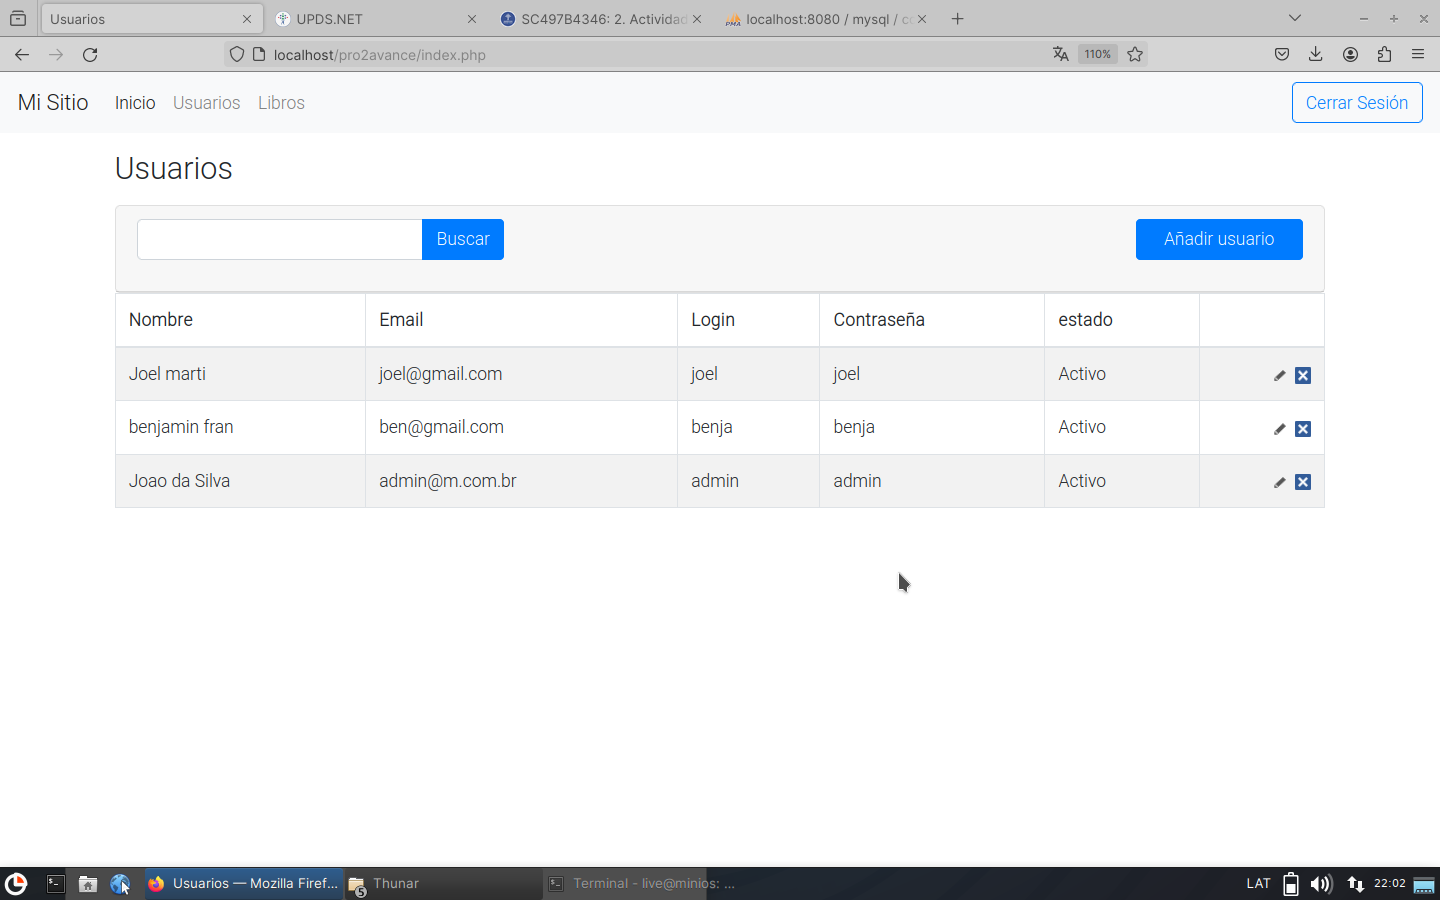 Usuarios
UPDS.NET
SC497B4346: 2. Actividad
localhost:8080 / mysql / co
localhost/pro2avance/index.php
110%
Mi Sitio Inicio Usuarios Libros Cerrar Sesión
Usuarios
Buscar Añadir usuario
Nombre Email Login Contraseña estado
Joel marti joel@gmail.com joel joel Activo
benjamin fran ben@gmail.com benja benja Activo
Joao da Silva admin@m.com.br admin admin Activo
Usuarios — Mozilla Firef... 5 Thunar Terminal - live@minios: ... LAT 22:02